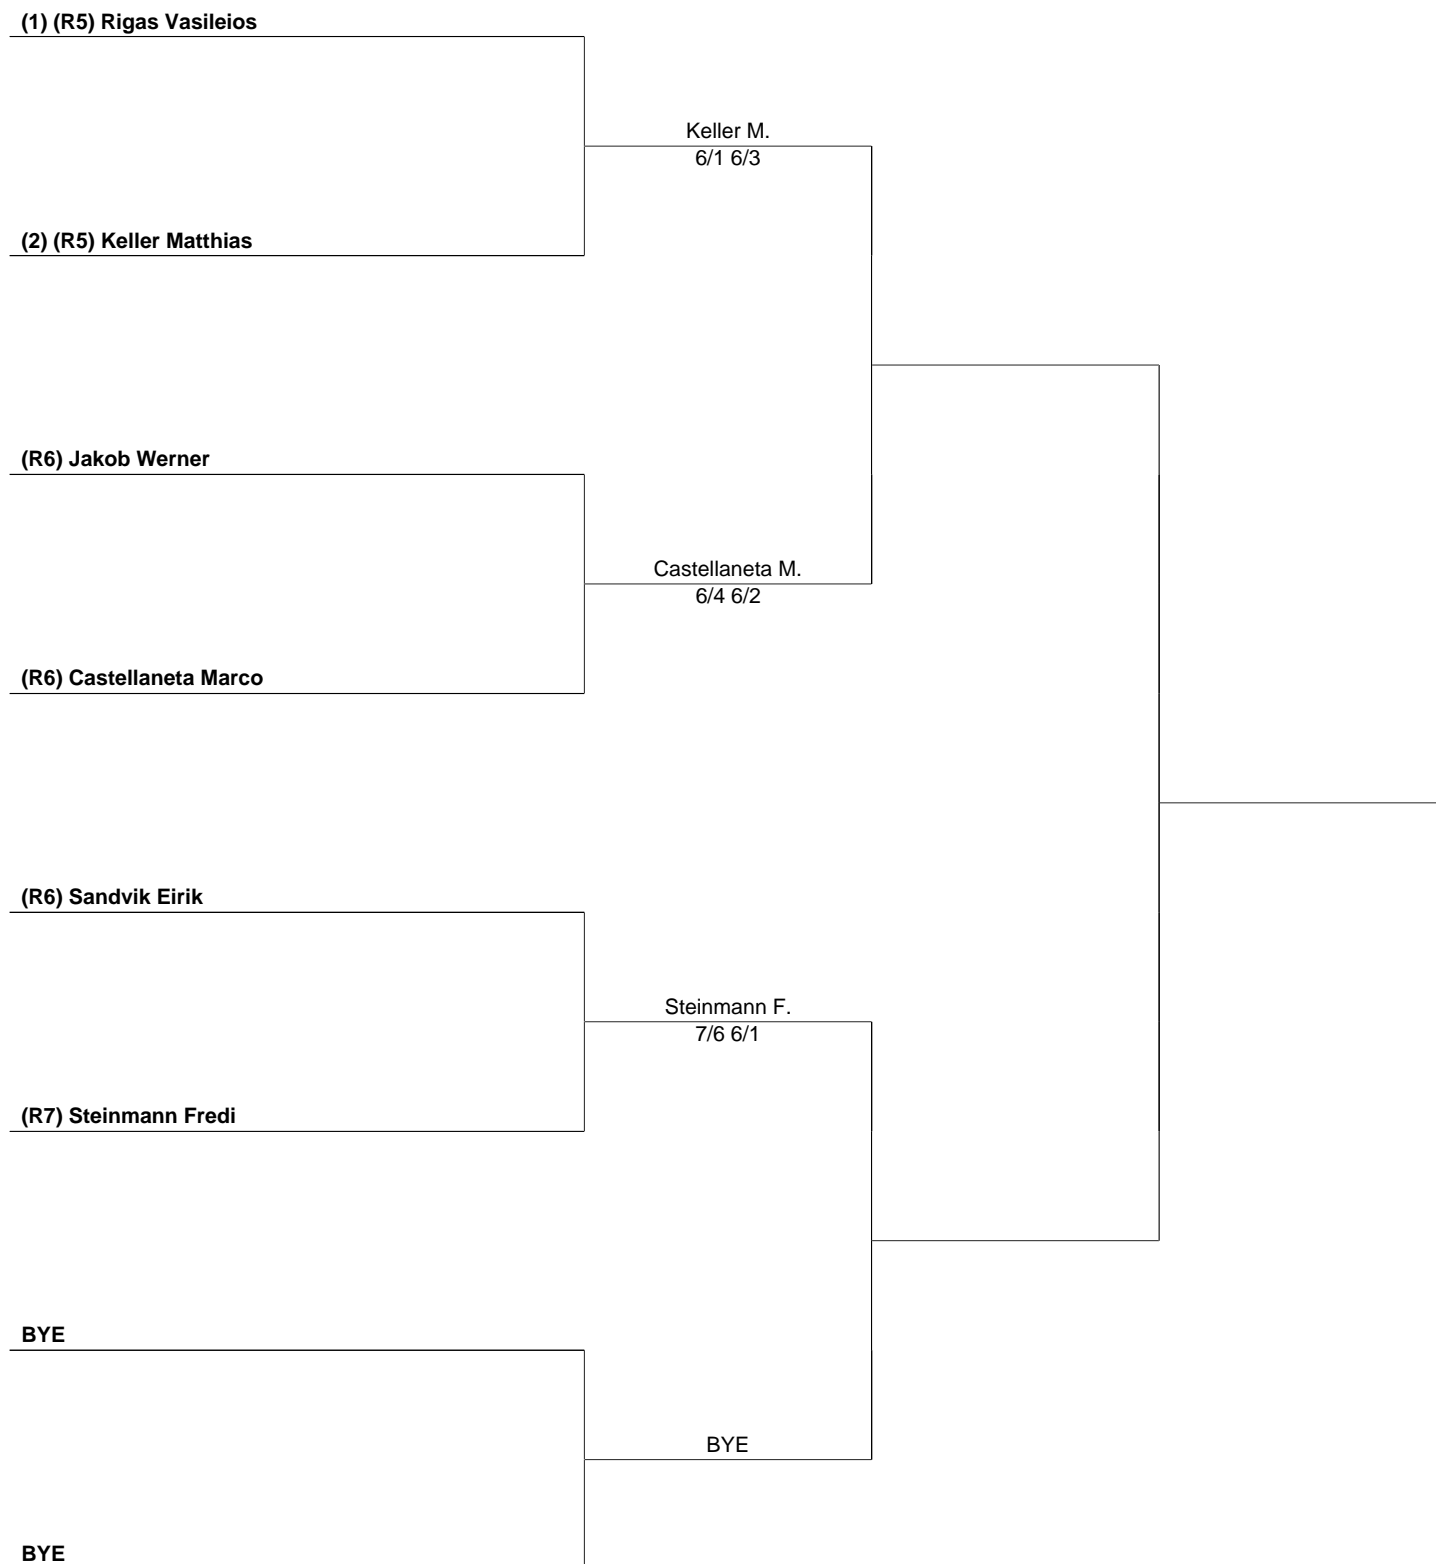 (1) (R5) Rigas Vasileios
Keller M.
6/1 6/3
(2) (R5) Keller Matthias
(R6) Jakob Werner
Castellaneta M.
6/4 6/2
(R6) Castellaneta Marco
(R6) Sandvik Eirik
Steinmann F.
7/6 6/1
(R7) Steinmann Fredi
BYE
BYE
BYE